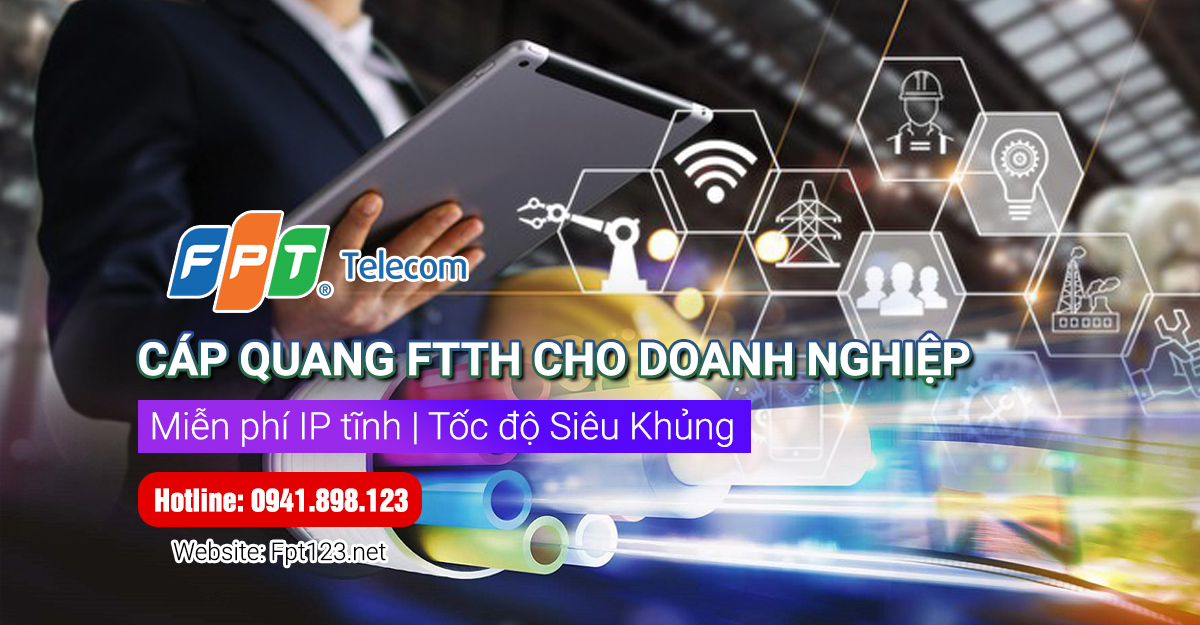 FPT® Telecom
CÁP QUANG FTTH CHO DOANH NGHIỆP
Miễn phí IP tĩnh | Tốc độ Siêu Khủng
Hotline: 0941.898.123
Website: Fpt123.net